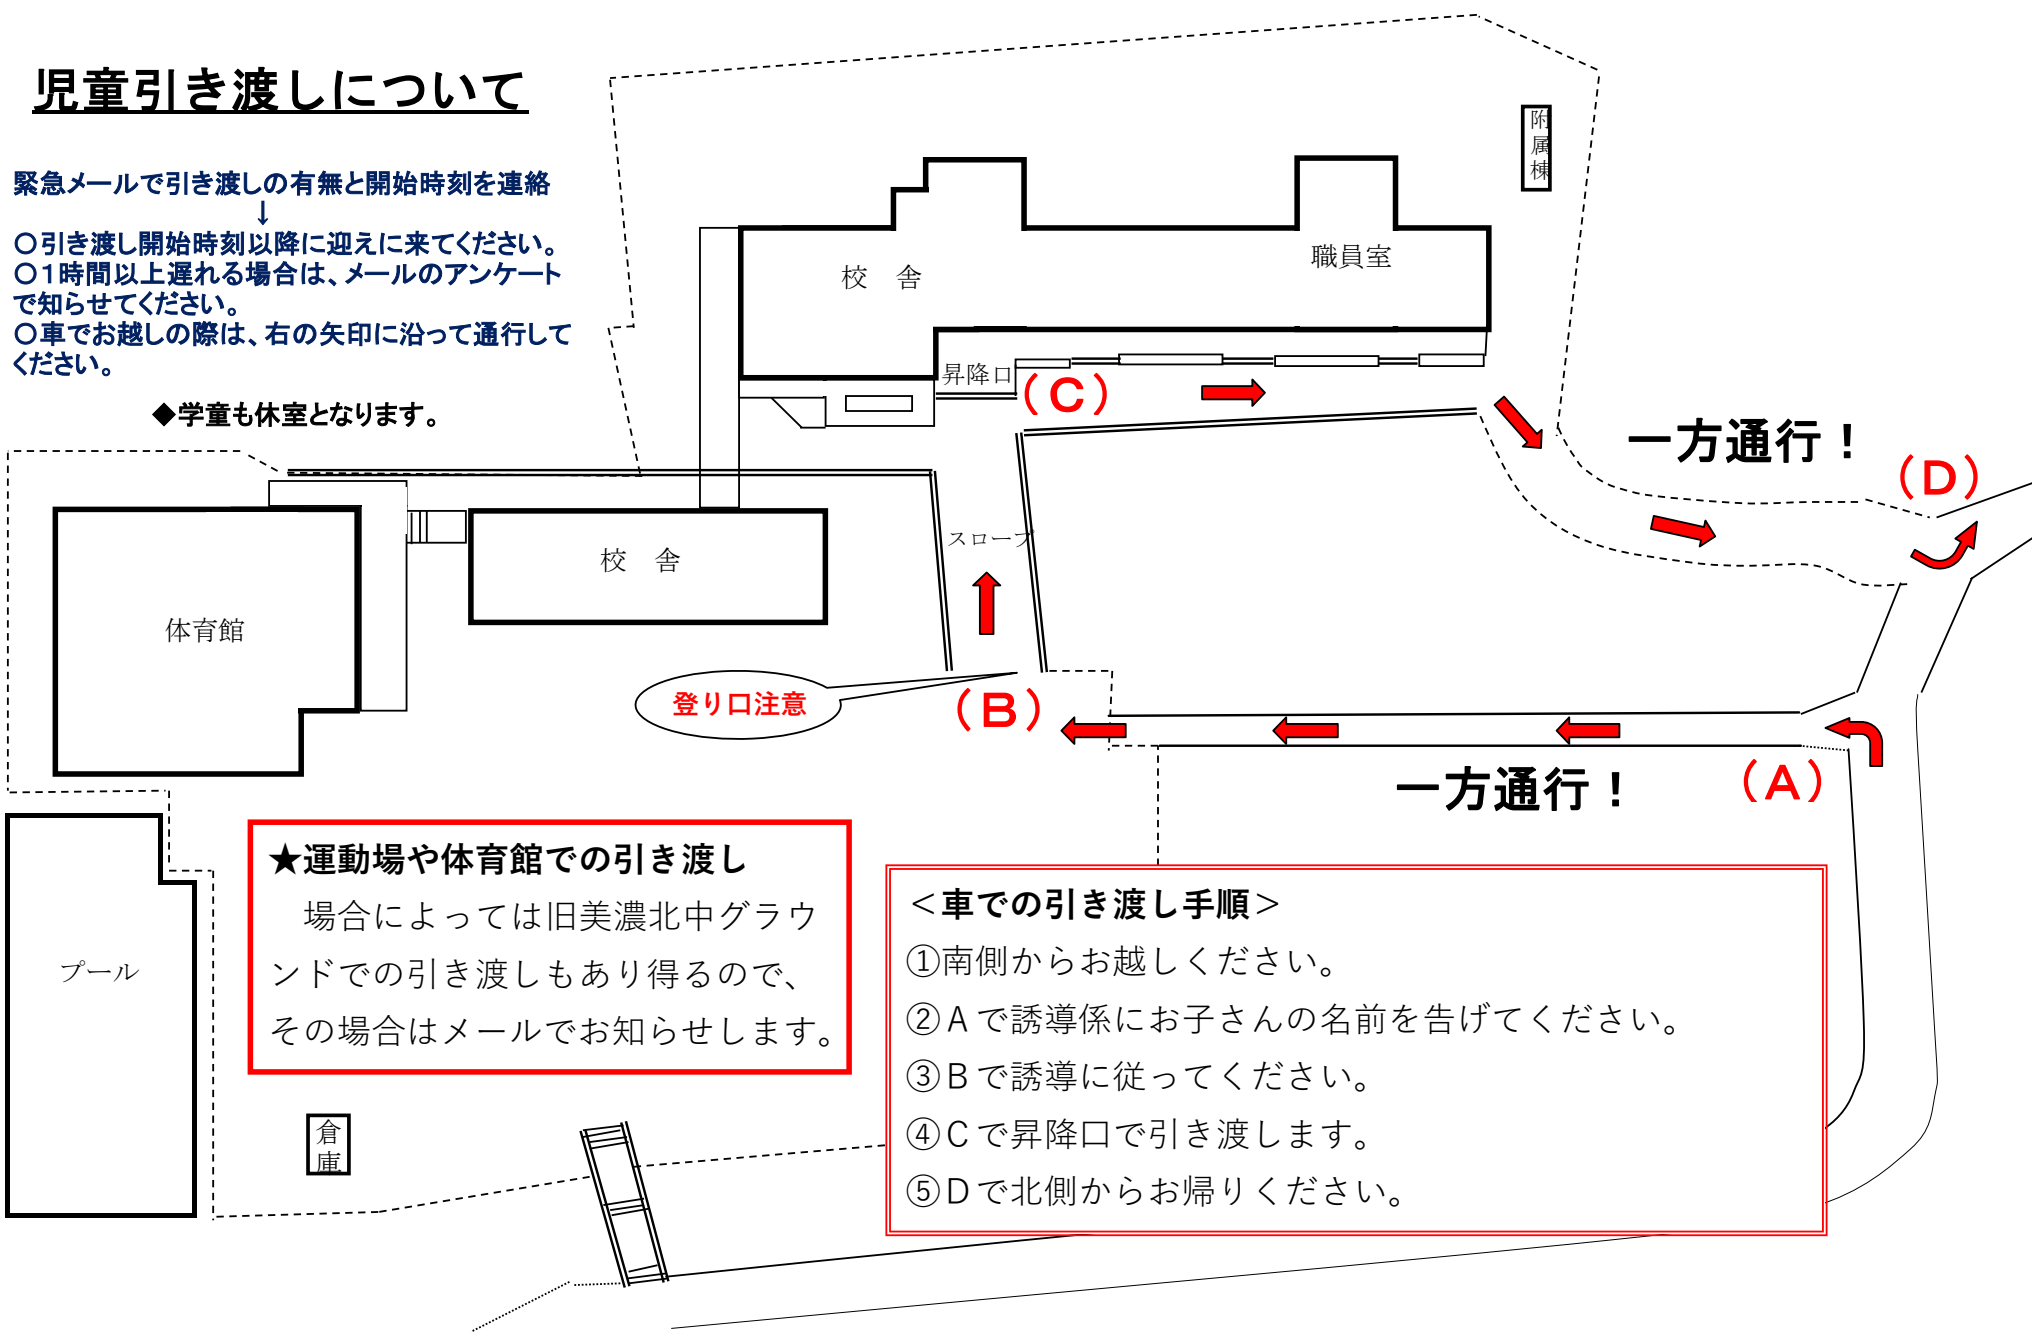 児童引き渡しについて
緊急メールで引き渡しの有無と開始時刻を連絡
↓
〇引き渡し開始時刻以降に迎えに来てください。
〇１時間以上遅れる場合は、メールのアンケート
で知らせてください。
〇車でお越しの際は、右の矢印に沿って通行して
ください。
◆学童も休室となります。
附属棟
職員室
校　舎
昇降口
（Ｃ）
一方通行！
（Ｄ）
スロープ
校　舎
体育館
登り口注意
（Ｂ）
一方通行！
（Ａ）
★運動場や体育館での引き渡し
　場合によっては旧美濃北中グラウ
ンドでの引き渡しもあり得るので、
その場合はメールでお知らせします。
＜車での引き渡し手順＞
①南側からお越しください。
②Ａで誘導係にお子さんの名前を告げてください。
③Ｂで誘導に従ってください。
④Ｃで昇降口で引き渡します。
⑤Ｄで北側からお帰りください。
プール
倉庫